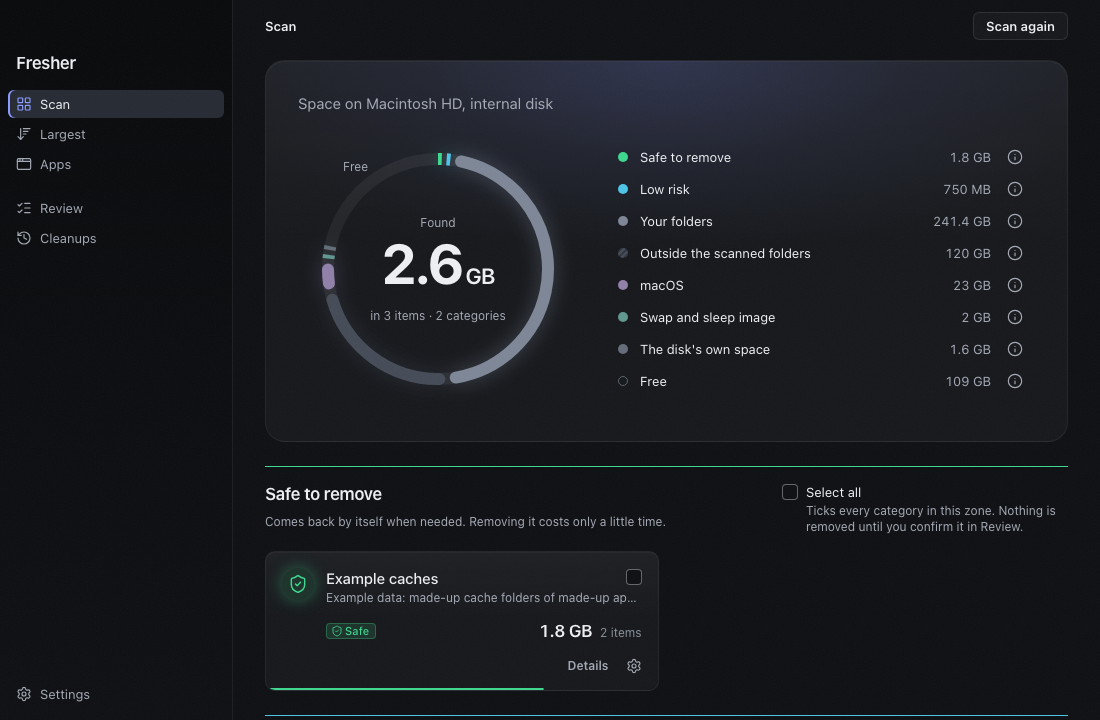 Fresher
Scan
Largest
Apps
Review
Cleanups
Settings
Scan
Scan again
Space on Macintosh HD, internal disk
Free
Found
2.6 GB
in 3 items · 2 categories
Safe to remove 1.8 GB
Low risk 750 MB
Your folders 241.4 GB
Outside the scanned folders 120 GB
macOS 23 GB
Swap and sleep image 2 GB
The disk's own space 1.6 GB
Free 109 GB
Safe to remove
Comes back by itself when needed. Removing it costs only a little time.
Select all
Ticks every category in this zone. Nothing is
removed until you confirm it in Review.
Example caches
Example data: made-up cache folders of made-up ap…
Safe
1.8 GB 2 items
Details